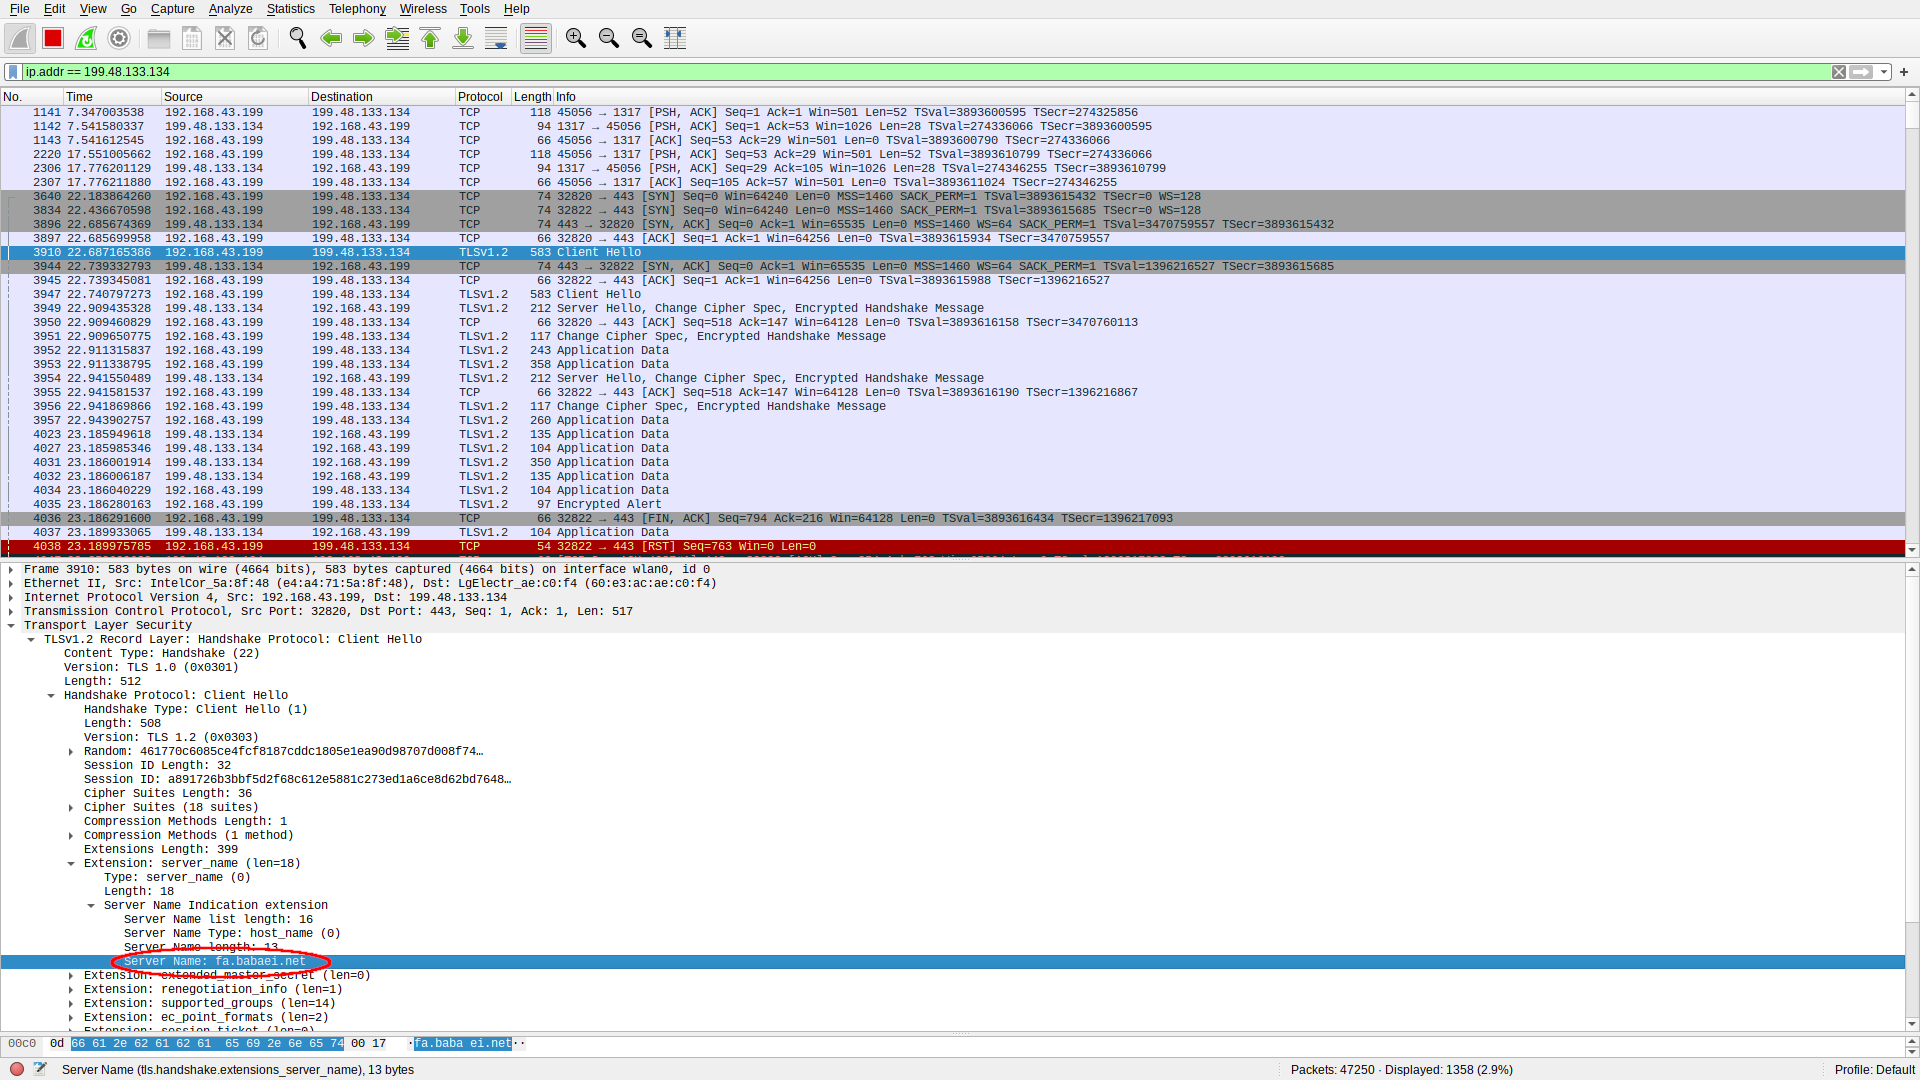 File Edit View Go Capture Analyze Statistics Telephony Wireless Tools Help
ip.addr == 199.48.133.134
No. Time Source Destination Protocol Length Info
1141 7.347003538 192.168.43.199 199.48.133.134 TCP 118 45056 → 1317 [PSH, ACK] Seq=1 Ack=1 Win=501 Len=52 TSval=3893600595 TSecr=274325856
1142 7.541580337 199.48.133.134 192.168.43.199 TCP 94 1317 → 45056 [PSH, ACK] Seq=1 Ack=53 Win=1026 Len=28 TSval=274336066 TSecr=3893600595
1143 7.541612545 192.168.43.199 199.48.133.134 TCP 66 45056 → 1317 [ACK] Seq=53 Ack=29 Win=501 Len=0 TSval=3893600790 TSecr=274336066
2220 17.551005662 192.168.43.199 199.48.133.134 TCP 118 45056 → 1317 [PSH, ACK] Seq=53 Ack=29 Win=501 Len=52 TSval=3893610799 TSecr=274336066
2306 17.776201129 199.48.133.134 192.168.43.199 TCP 94 1317 → 45056 [PSH, ACK] Seq=29 Ack=105 Win=1026 Len=28 TSval=274346255 TSecr=3893610799
2307 17.776211880 192.168.43.199 199.48.133.134 TCP 66 45056 → 1317 [ACK] Seq=105 Ack=57 Win=501 Len=0 TSval=3893611024 TSecr=274346255
3640 22.183864260 192.168.43.199 199.48.133.134 TCP 74 32820 → 443 [SYN] Seq=0 Win=64240 Len=0 MSS=1460 SACK_PERM=1 TSval=3893615432 TSecr=0 WS=128
3834 22.436670598 192.168.43.199 199.48.133.134 TCP 74 32822 → 443 [SYN] Seq=0 Win=64240 Len=0 MSS=1460 SACK_PERM=1 TSval=3893615685 TSecr=0 WS=128
3896 22.685674369 199.48.133.134 192.168.43.199 TCP 74 443 → 32820 [SYN, ACK] Seq=0 Ack=1 Win=65535 Len=0 MSS=1460 WS=64 SACK_PERM=1 TSval=3470759557 TSecr=3893615432
3897 22.685699958 192.168.43.199 199.48.133.134 TCP 66 32820 → 443 [ACK] Seq=1 Ack=1 Win=64256 Len=0 TSval=3893615934 TSecr=3470759557
3910 22.687165386 192.168.43.199 199.48.133.134 TLSv1.2 583 Client Hello
3944 22.739332793 199.48.133.134 192.168.43.199 TCP 74 443 → 32822 [SYN, ACK] Seq=0 Ack=1 Win=65535 Len=0 MSS=1460 WS=64 SACK_PERM=1 TSval=1396216527 TSecr=3893615685
3945 22.739345081 192.168.43.199 199.48.133.134 TCP 66 32822 → 443 [ACK] Seq=1 Ack=1 Win=64256 Len=0 TSval=3893615988 TSecr=1396216527
3947 22.740797273 192.168.43.199 199.48.133.134 TLSv1.2 583 Client Hello
3949 22.909435328 199.48.133.134 192.168.43.199 TLSv1.2 212 Server Hello, Change Cipher Spec, Encrypted Handshake Message
3950 22.909460829 192.168.43.199 199.48.133.134 TCP 66 32820 → 443 [ACK] Seq=518 Ack=147 Win=64128 Len=0 TSval=3893616158 TSecr=3470760113
3951 22.909650775 192.168.43.199 199.48.133.134 TLSv1.2 117 Change Cipher Spec, Encrypted Handshake Message
3952 22.911315837 192.168.43.199 199.48.133.134 TLSv1.2 243 Application Data
3953 22.911338795 192.168.43.199 199.48.133.134 TLSv1.2 358 Application Data
3954 22.941550489 199.48.133.134 192.168.43.199 TLSv1.2 212 Server Hello, Change Cipher Spec, Encrypted Handshake Message
3955 22.941581537 192.168.43.199 199.48.133.134 TCP 66 32822 → 443 [ACK] Seq=518 Ack=147 Win=64128 Len=0 TSval=3893616190 TSecr=1396216867
3956 22.941869866 192.168.43.199 199.48.133.134 TLSv1.2 117 Change Cipher Spec, Encrypted Handshake Message
3957 22.943902757 192.168.43.199 199.48.133.134 TLSv1.2 260 Application Data
4023 23.185949618 199.48.133.134 192.168.43.199 TLSv1.2 135 Application Data
4027 23.185985346 199.48.133.134 192.168.43.199 TLSv1.2 104 Application Data
4031 23.186001914 199.48.133.134 192.168.43.199 TLSv1.2 350 Application Data
4032 23.186006187 199.48.133.134 192.168.43.199 TLSv1.2 135 Application Data
4034 23.186040229 192.168.43.199 199.48.133.134 TLSv1.2 104 Application Data
4035 23.186280163 192.168.43.199 199.48.133.134 TLSv1.2 97 Encrypted Alert
4036 23.186291600 192.168.43.199 199.48.133.134 TCP 66 32822 → 443 [FIN, ACK] Seq=794 Ack=216 Win=64128 Len=0 TSval=3893616434 TSecr=1396217093
4037 23.189933065 199.48.133.134 192.168.43.199 TLSv1.2 104 Application Data
4038 23.189975785 192.168.43.199 199.48.133.134 TCP 54 32822 → 443 [RST] Seq=763 Win=0 Len=0
Frame 3910: 583 bytes on wire (4664 bits), 583 bytes captured (4664 bits) on interface wlan0, id 0
Ethernet II, Src: IntelCor_5a:8f:48 (e4:a4:71:5a:8f:48), Dst: LgElectr_ae:c0:f4 (60:e3:ac:ae:c0:f4)
Internet Protocol Version 4, Src: 192.168.43.199, Dst: 199.48.133.134
Transmission Control Protocol, Src Port: 32820, Dst Port: 443, Seq: 1, Ack: 1, Len: 517
Transport Layer Security
TLSv1.2 Record Layer: Handshake Protocol: Client Hello
Content Type: Handshake (22)
Version: TLS 1.0 (0x0301)
Length: 512
Handshake Protocol: Client Hello
Handshake Type: Client Hello (1)
Length: 508
Version: TLS 1.2 (0x0303)
Random: 461770c6085ce4fcf8187cddc1805e1ea90d98707d008f74…
Session ID Length: 32
Session ID: a891726b3bbf5d2f68c612e5881c273ed1a6ce8d62bd7648…
Cipher Suites Length: 36
Cipher Suites (18 suites)
Compression Methods Length: 1
Compression Methods (1 method)
Extensions Length: 399
Extension: server_name (len=18)
Type: server_name (0)
Length: 18
Server Name Indication extension
Server Name list length: 16
Server Name Type: host_name (0)
Server Name length: 13
Server Name: fa.babaei.net
Extension: extended_master_secret (len=0)
Extension: renegotiation_info (len=1)
Extension: supported_groups (len=14)
Extension: ec_point_formats (len=2)
Extension: session_ticket (len=0)
00c0 0d 66 61 2e 62 61 62 61 65 69 2e 6e 65 74 00 17 ·fa.baba ei.net··
Server Name (tls.handshake.extensions_server_name), 13 bytes Packets: 47250 · Displayed: 1358 (2.9%) Profile: Default